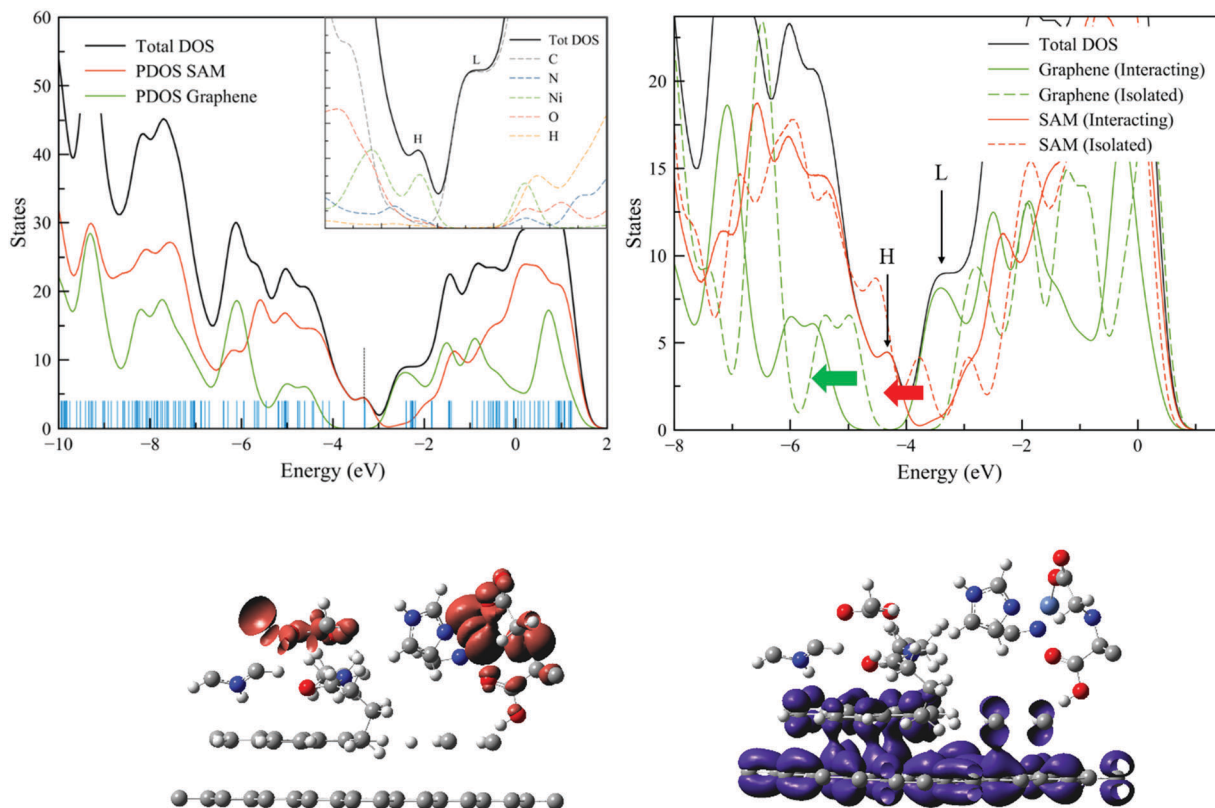 60
50
40
30
20
10
0
States
Total DOS
PDOS SAM
PDOS Graphene
H
L
Tot DOS
C
N
Ni
O
H
−10
−8
−6
−4
−2
0
2
Energy (eV)
20
15
10
5
0
States
Total DOS
Graphene (Interacting)
Graphene (Isolated)
SAM (Interacting)
SAM (Isolated)
L
H
−8
−6
−4
−2
0
Energy (eV)